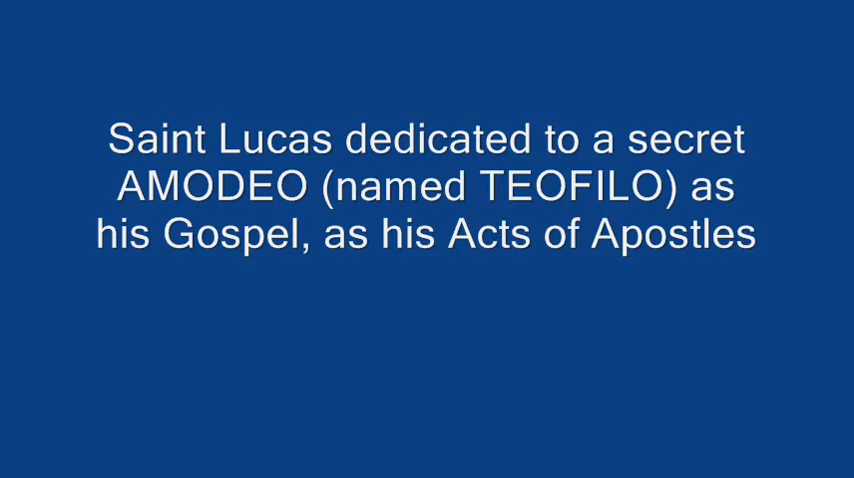 Saint Lucas dedicated to a secret
AMODEO (named TEOFILO) as
his Gospel, as his Acts of Apostles